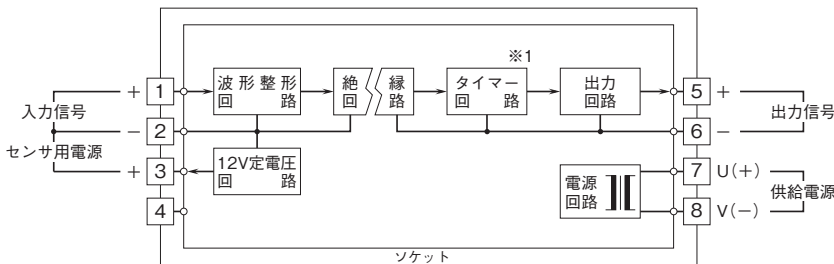 ※1
波形整形
回路
絶縁
回路
タイマー
回路
出力
回路
入力信号
+ 1
− 2
センサ用電源
+ 3
4
12V定電圧
回路
電源
回路
5 +
6 −
出力信号
7 U(+)
8 V(−)
供給電源
ソケット